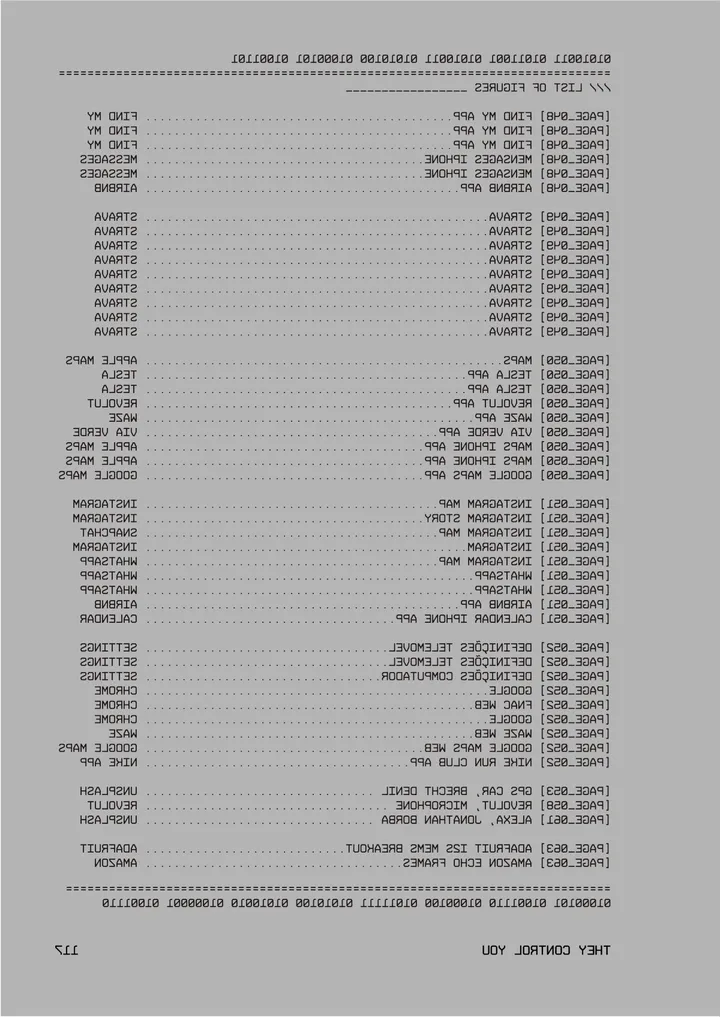 01010011 01011001 01010011 01010100 01000101 01001101
=============================================================================
/// LIST OF FIGURES __________________
[PAGE_048] FIND MY APP........................................... FIND MY
[PAGE_048] FIND MY APP........................................... FIND MY
[PAGE_048] FIND MY APP........................................... FIND MY
[PAGE_048] MENSAGES IPHONE....................................... MESSAGES
[PAGE_048] MENSAGES IPHONE....................................... MESSAGES
[PAGE_048] AIRBNB APP............................................ AIRBNB
[PAGE_049] STRAVA................................................ STRAVA
[PAGE_049] STRAVA................................................ STRAVA
[PAGE_049] STRAVA................................................ STRAVA
[PAGE_049] STRAVA................................................ STRAVA
[PAGE_049] STRAVA................................................ STRAVA
[PAGE_049] STRAVA................................................ STRAVA
[PAGE_049] STRAVA................................................ STRAVA
[PAGE_049] STRAVA................................................ STRAVA
[PAGE_049] STRAVA................................................ STRAVA
[PAGE_050] MAPS.................................................. APPLE MAPS
[PAGE_050] TESLA APP............................................. TESLA
[PAGE_050] TESLA APP............................................. TESLA
[PAGE_050] REVOLUT APP........................................... REVOLUT
[PAGE_050] WAZE APP.............................................. WAZE
[PAGE_050] VIA VERDE APP......................................... VIA VERDE
[PAGE_050] MAPS IPHONE APP....................................... APPLE MAPS
[PAGE_050] MAPS IPHONE APP....................................... APPLE MAPS
[PAGE_050] GOOGLE MAPS APP....................................... GOOGLE MAPS
[PAGE_051] INSTAGRAM MAP......................................... INSTAGRAM
[PAGE_051] INSTAGRAM STORY....................................... INSTAGRAM
[PAGE_051] INSTAGRAM MAP......................................... SNAPCHAT
[PAGE_051] INSTAGRAM............................................. INSTAGRAM
[PAGE_051] INSTAGRAM MAP......................................... WHATSAPP
[PAGE_051] WHATSAPP.............................................. WHATSAPP
[PAGE_051] WHATSAPP.............................................. WHATSAPP
[PAGE_051] AIRBNB APP............................................ AIRBNB
[PAGE_051] CALENDAR IPHONE APP................................... CALENDAR
[PAGE_052] DEFINIÇÕES TELEMOVEL.................................. SETTINGS
[PAGE_052] DEFINIÇÕES TELEMOVEL.................................. SETTINGS
[PAGE_052] DEFINIÇÕES COMPUTADOR................................. SETTINGS
[PAGE_052] GOOGLE................................................ CHROME
[PAGE_052] FNAC WEB.............................................. CHROME
[PAGE_052] GOOGLE................................................ CHROME
[PAGE_052] WAZE WEB.............................................. WAZE
[PAGE_052] GOOGLE MAPS WEB....................................... GOOGLE MAPS
[PAGE_052] NIKE RUN CLUB APP..................................... NIKE APP
[PAGE_053] GPS CAR, BRECHT DENIL ................................ UNSPLASH
[PAGE_058] REVOLUT, MICROPHONE .................................. REVOLUT
[PAGE_061] ALEXA, JONATHAN BORBA ................................ UNSPLASH
[PAGE_063] ADAFRUIT I2S MEMS BREAKOUT............................ ADAFRUIT
[PAGE_063] AMAZON ECHO FRAMES.................................... AMAZON
============================================================================
01000101 01001110 01000100 01011111 01010100 01010010 01000001 01001110
THEY CONTROL YOU 117